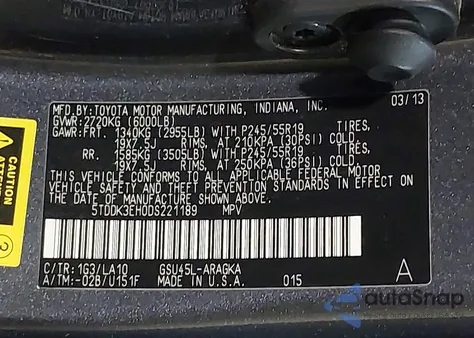 MFD.BY:TOYOTA MOTOR MANUFACTURING, INDIANA, INC. 03/13
GVWR:2720KG (6000LB)
GAWR:FRT. 1340KG (2955LB) WITH P245/55R19 TIRES,
19X7.5J RIMS, AT 210KPA (30PSI) COLD.
RR. 1585KG (3505LB) WITH P245/55R19 TIRES,
19X7.5J RIMS, AT 250KPA (36PSI) COLD.
THIS VEHICLE CONFORMS TO ALL APPLICABLE FEDERAL MOTOR
VEHICLE SAFETY AND BUMPER STANDARDS IN EFFECT ON
THE DATE OF MANUFACTURE SHOWN ABOVE.
5TDDK3EH0DS221189 MPV
C/TR:1G3/LA10 GSU45L-ARAGKA
A/TM:-02B/U151F MADE IN U.S.A. 015 A
CAUTION
autoSnap